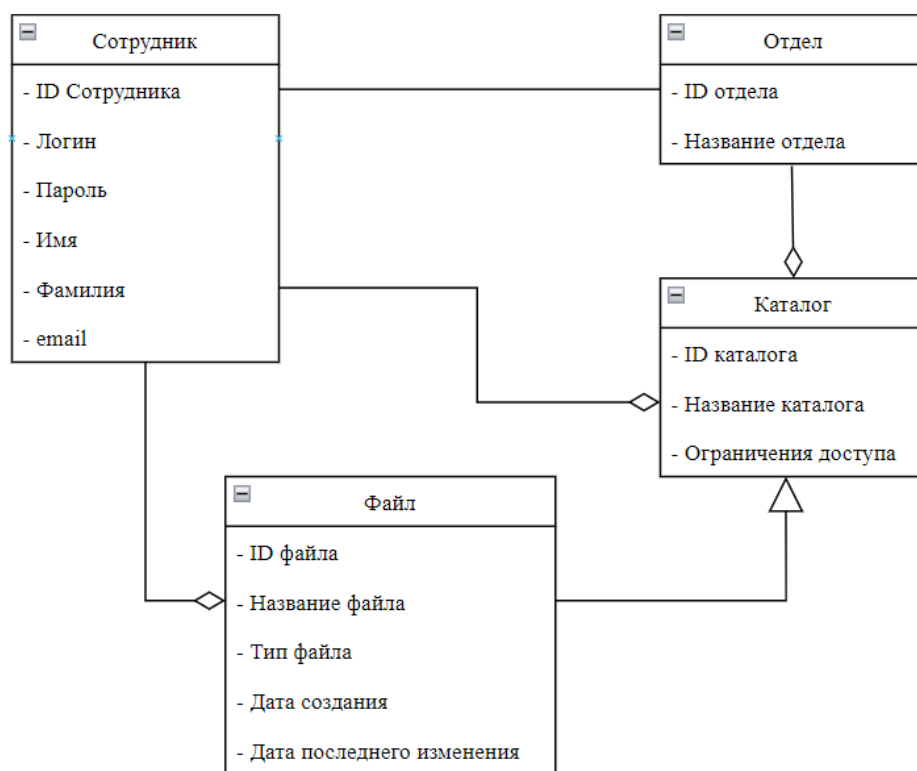 Сотрудник
- ID Сотрудника
- Логин
- Пароль
- Имя
- Фамилия
- email
Отдел
- ID отдела
- Название отдела
Каталог
- ID каталога
- Название каталога
- Ограничения доступа
Файл
- ID файла
- Название файла
- Тип файла
- Дата создания
- Дата последнего изменения